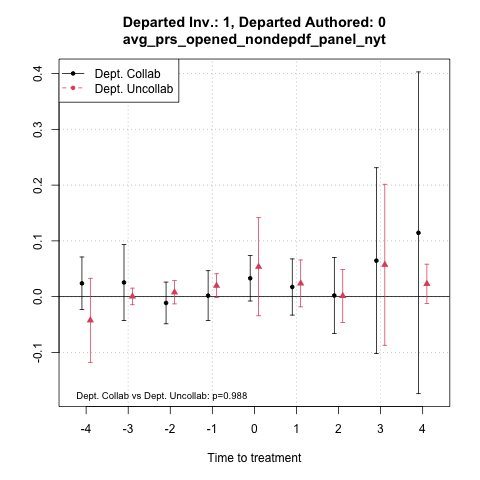 Departed Inv.: 1, Departed Authored: 0
avg_prs_opened_nondepdf_panel_nyt
Dept. Collab
Dept. Uncollab
0.4
0.3
0.2
0.1
0.0
-0.1
Dept. Collab vs Dept. Uncollab: p=0.988
-4 -3 -2 -1 0 1 2 3 4
Time to treatment